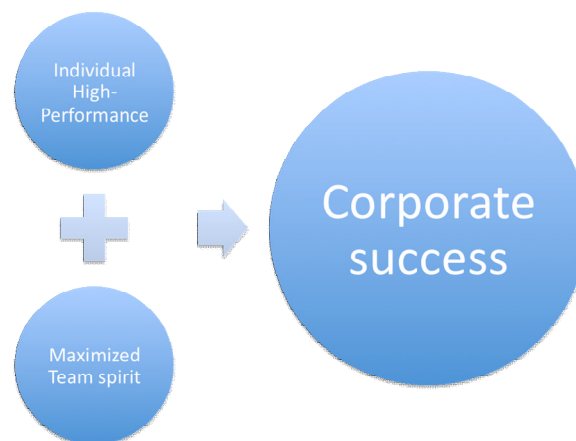 Individual
High-
Performance
Maximized
Team spirit
Corporate
success